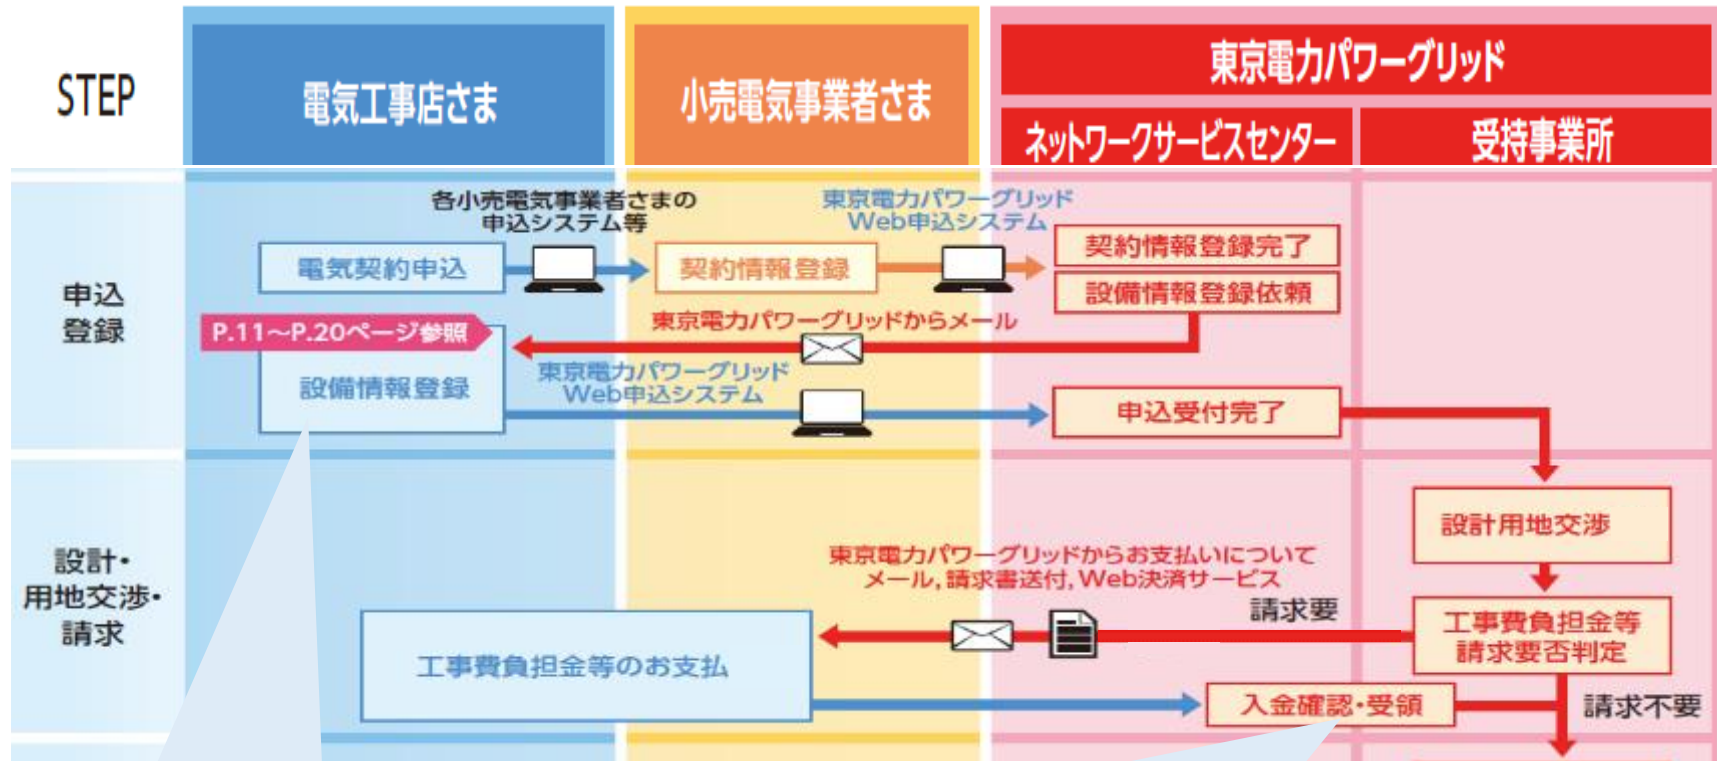 STEP
電気工事店さま
小売電気事業者さま
東京電力パワーグリッド
ネットワークサービスセンター
受持事業所
申込
登録
各小売電気事業者さまの
申込システム等
東京電力パワーグリッド
Web申込システム
電気契約申込
契約情報登録
契約情報登録完了
設備情報登録依頼
P.11～P.20ページ参照
東京電力パワーグリッドからメール
設備情報登録
東京電力パワーグリッド
Web申込システム
申込受付完了
設計・
用地交渉・
請求
設計用地交渉
東京電力パワーグリッドからお支払いについて
メール,請求書送付,Web決済サービス
請求要
工事費負担金等
請求要否判定
工事費負担金等のお支払
入金確認・受領
請求不要